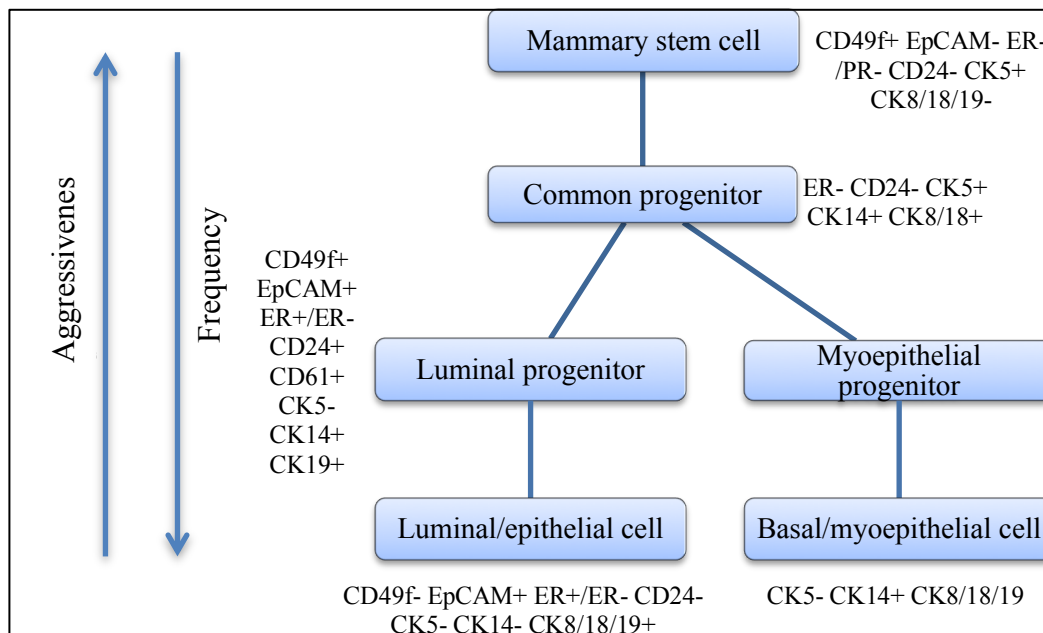 Mammary stem cell
CD49f+ EpCAM- ER-
/PR- CD24- CK5+
CK8/18/19-
Common progenitor
ER- CD24- CK5+
CK14+ CK8/18+
Aggressivenes
Frequency
CD49f+
EpCAM+
ER+/ER-
CD24+
CD61+
CK5-
CK14+
CK19+
Luminal progenitor
Myoepithelial
progenitor
Luminal/epithelial cell
Basal/myoepithelial cell
CD49f- EpCAM+ ER+/ER- CD24-
CK5- CK14- CK8/18/19+
CK5- CK14+ CK8/18/19